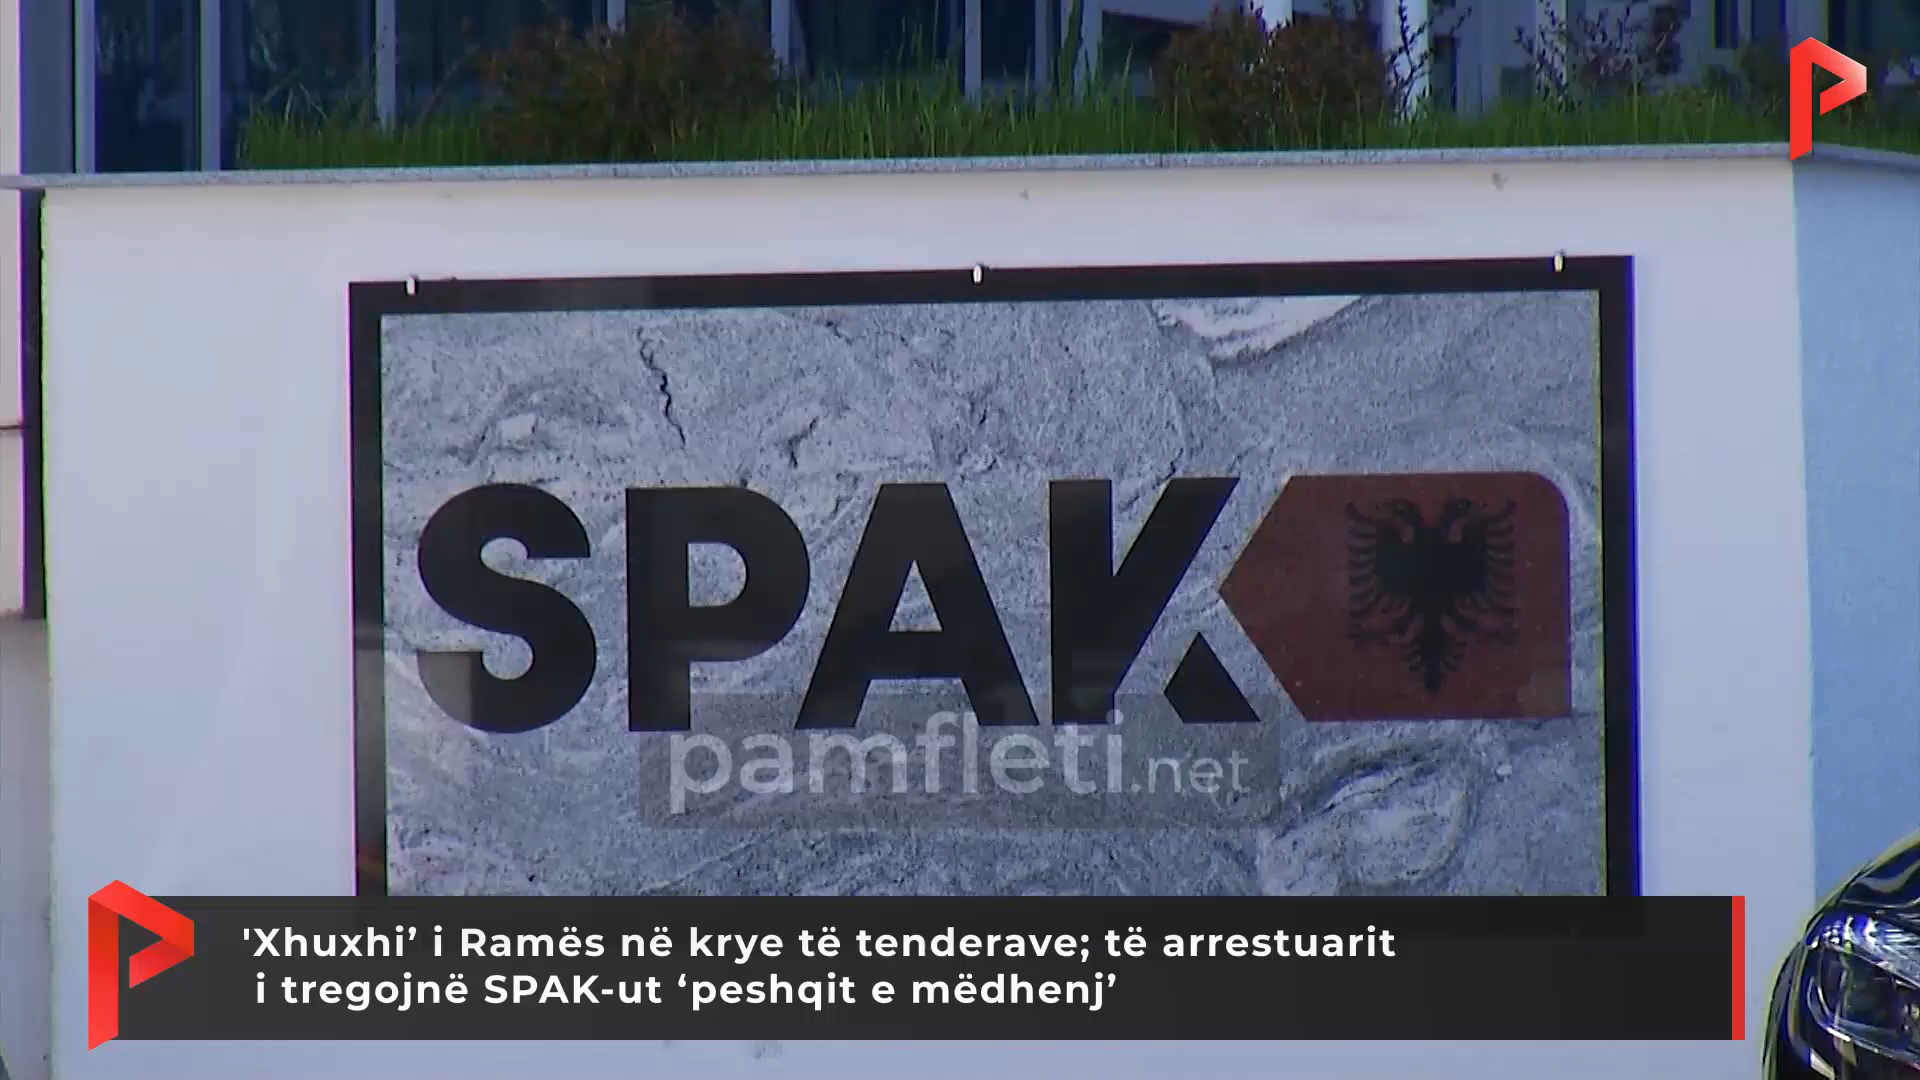 SPAK
pamfleti.net
'Xhuxhi’ i Ramës në krye të tenderave; të arrestuarit
i tregojnë SPAK-ut ‘peshqit e mëdhenj’